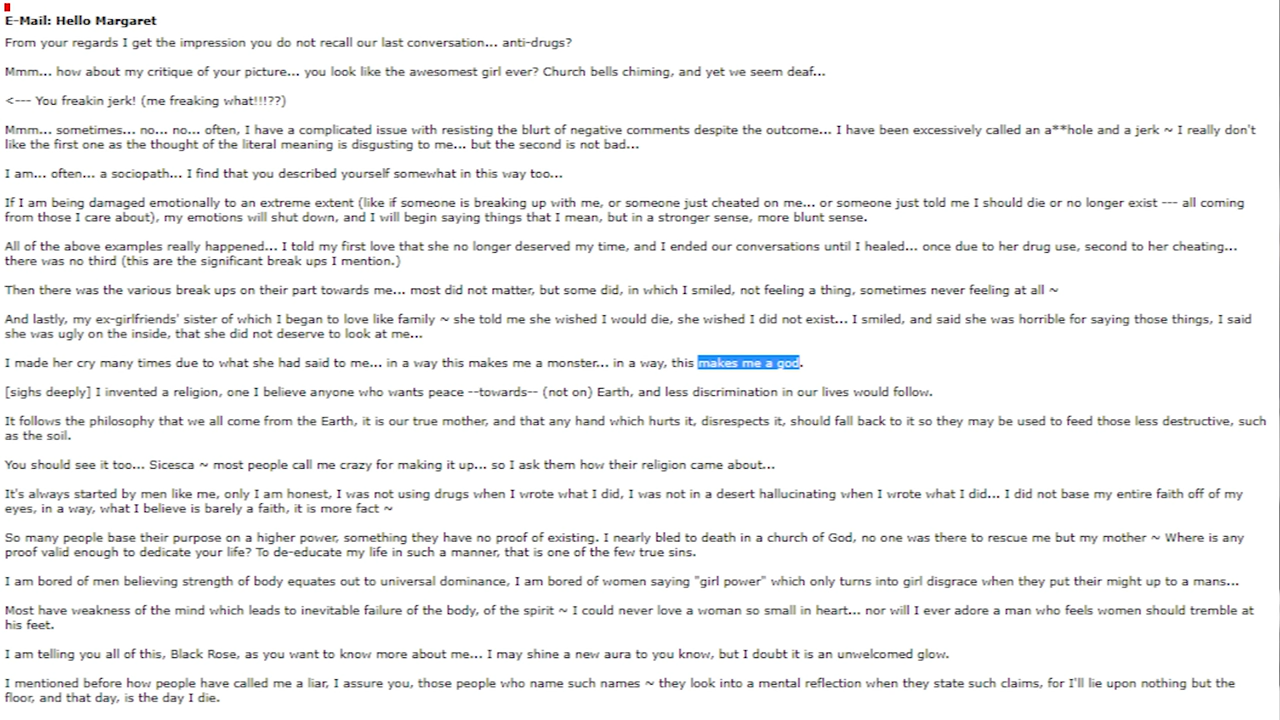 E-Mail: Hello Margaret
From your regards I get the impression you do not recall our last conversation... anti-drugs?
Mmm... how about my critique of your picture... you look like the awesomest girl ever? Church bells chiming, and yet we seem deaf...
<--- You freakin jerk! (me freaking what!!!??)
Mmm... sometimes... no... no... often, I have a complicated issue with resisting the blurt of negative comments despite the outcome... I have been excessively called an a**hole and a jerk ~ I really don't
like the first one as the thought of the literal meaning is disgusting to me... but the second is not bad...
I am... often... a sociopath... I find that you described yourself somewhat in this way too...
If I am being damaged emotionally to an extreme extent (like if someone is breaking up with me, or someone just cheated on me... or someone just told me I should die or no longer exist --- all coming
from those I care about), my emotions will shut down, and I will begin saying things that I mean, but in a stronger sense, more blunt sense.
All of the above examples really happened... I told my first love that she no longer deserved my time, and I ended our conversations until I healed... once due to her drug use, second to her cheating...
there was no third (this are the significant break ups I mention.)
Then there was the various break ups on their part towards me... most did not matter, but some did, in which I smiled, not feeling a thing, sometimes never feeling at all ~
And lastly, my ex-girlfriends' sister of which I began to love like family ~ she told me she wished I would die, she wished I did not exist... I smiled, and said she was horrible for saying those things, I said
she was ugly on the inside, that she did not deserve to look at me...
I made her cry many times due to what she had said to me... in a way this makes me a monster... in a way, this makes me a god.
[sighs deeply] I invented a religion, one I believe anyone who wants peace --towards-- (not on) Earth, and less discrimination in our lives would follow.
It follows the philosophy that we all come from the Earth, it is our true mother, and that any hand which hurts it, disrespects it, should fall back to it so they may be used to feed those less destructive, such
as the soil.
You should see it too... Sicesca ~ most people call me crazy for making it up... so I ask them how their religion came about...
It's always started by men like me, only I am honest, I was not using drugs when I wrote what I did, I was not in a desert hallucinating when I wrote what I did... I did not base my entire faith off of my
eyes, in a way, what I believe is barely a faith, it is more fact ~
So many people base their purpose on a higher power, something they have no proof of existing. I nearly bled to death in a church of God, no one was there to rescue me but my mother ~ Where is any
proof valid enough to dedicate your life? To de-educate my life in such a manner, that is one of the few true sins.
I am bored of men believing strength of body equates out to universal dominance, I am bored of women saying "girl power" which only turns into girl disgrace when they put their might up to a mans...
Most have weakness of the mind which leads to inevitable failure of the body, of the spirit ~ I could never love a woman so small in heart... nor will I ever adore a man who feels women should tremble at
his feet.
I am telling you all of this, Black Rose, as you want to know more about me... I may shine a new aura to you know, but I doubt it is an unwelcomed glow.
I mentioned before how people have called me a liar, I assure you, those people who name such names ~ they look into a mental reflection when they state such claims, for I'll lie upon nothing but the
floor, and that day, is the day I die.